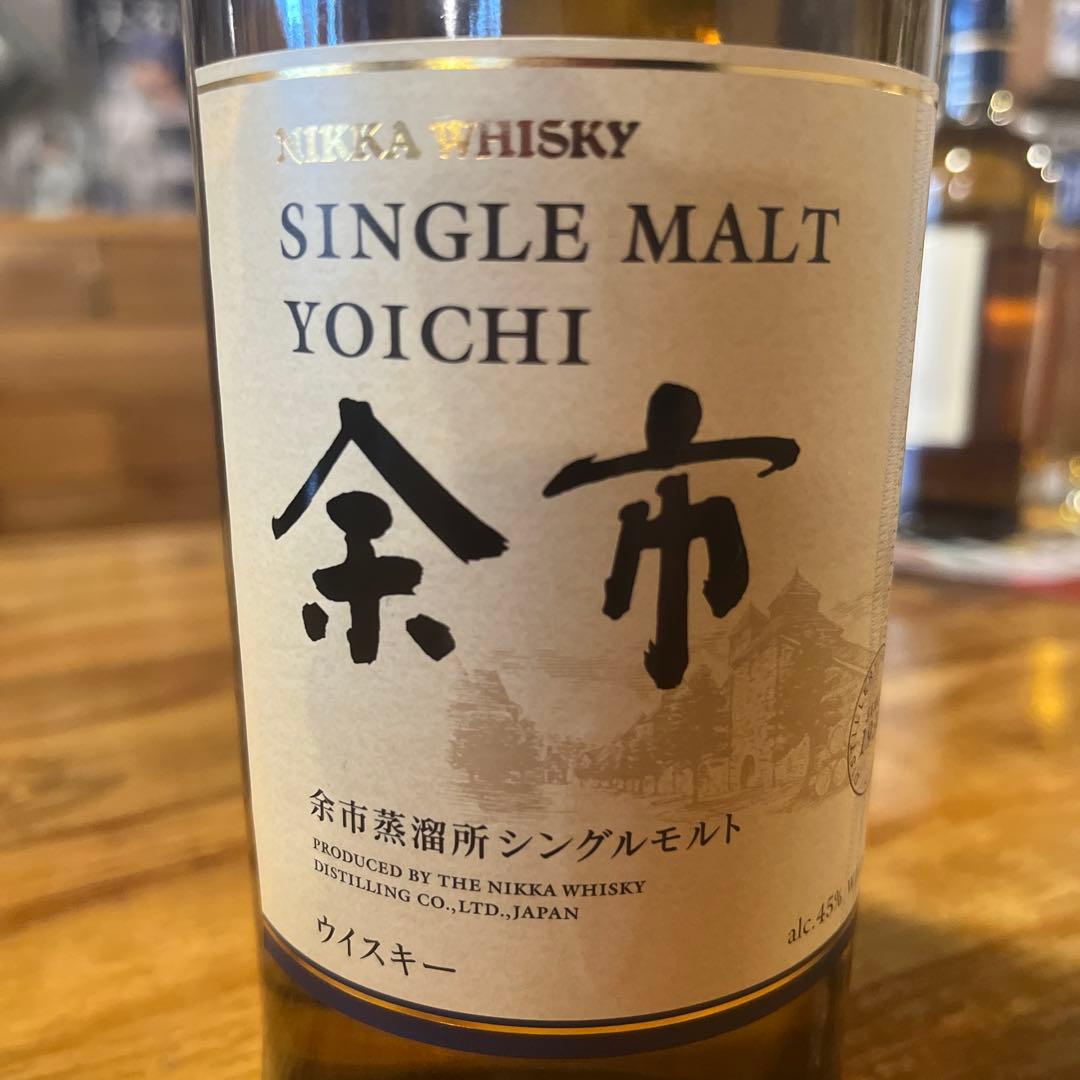 NIKKA WHISKY
SINGLE MALT
YOICHI
余市
余市蒸溜所シングルモルト
PRODUCED BY THE NIKKA WHISKY
DISTILLING CO.,LTD.,JAPAN
ウイスキー
alc.45%